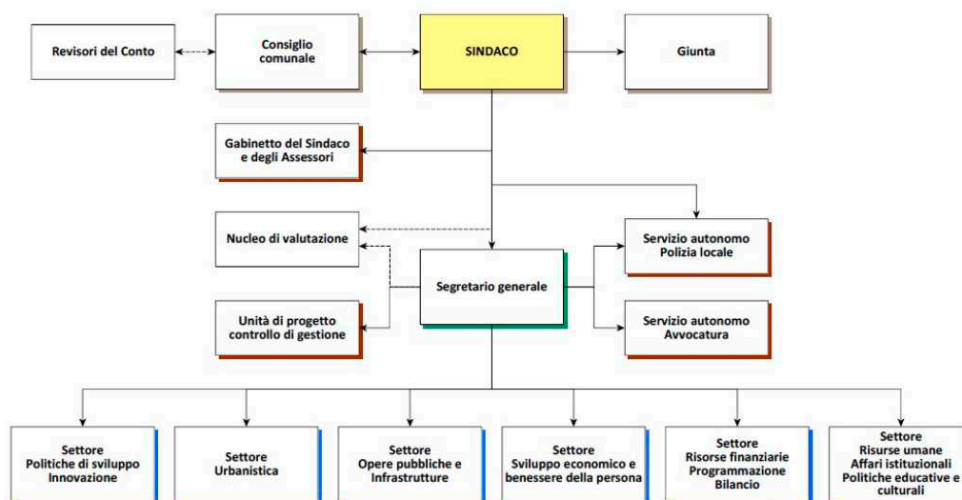 Revisori del Conto
Consiglio
comunale
SINDACO
Giunta
Gabinetto del Sindaco
e degli Assessori
Nucleo di valutazione
Segretario generale
Servizio autonomo
Polizia locale
Unità di progetto
controllo di gestione
Servizio autonomo
Avvocatura
Settore
Politiche di sviluppo
Innovazione
Settore
Urbanistica
Settore
Opere pubbliche e
Infrastrutture
Settore
Sviluppo economico e
benessere della persona
Settore
Risorse finanziarie
Programmazione
Bilancio
Settore
Risurse umane
Affari istituzionali
Politiche educative e
culturali